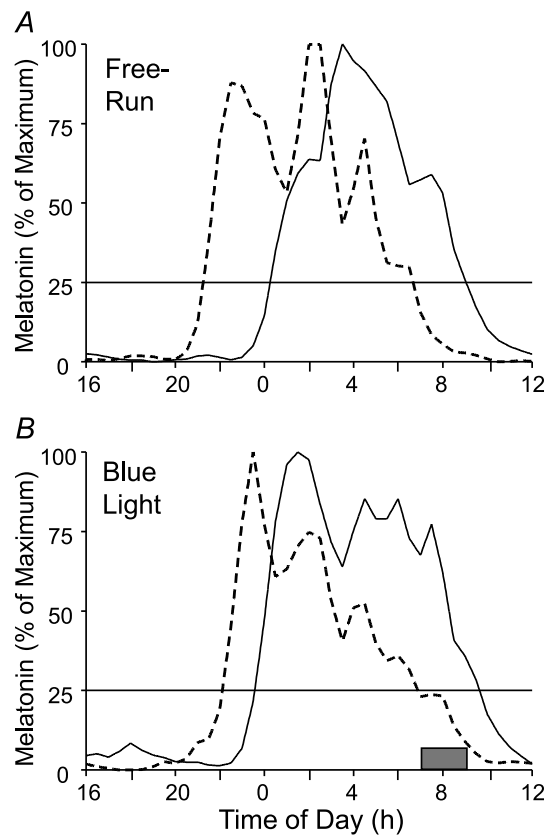 A
Free-
Run
Melatonin (% of Maximum)
100
75
50
25
0
16 20 0 4 8 12
B
Blue
Light
Melatonin (% of Maximum)
100
75
50
25
0
16 20 0 4 8 12
Time of Day (h)